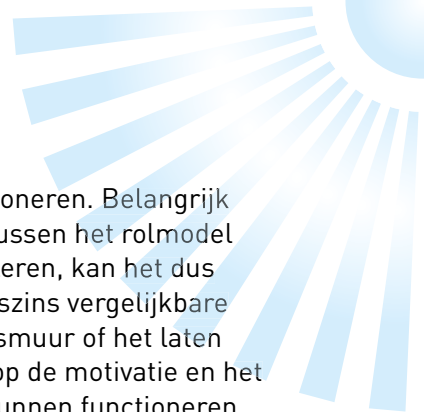 oneren. Belangrijk
ussen het rolmodel
eren, kan het dus
szins vergelijkbare
smuur of het laten
op de motivatie en het
unnen functioneren